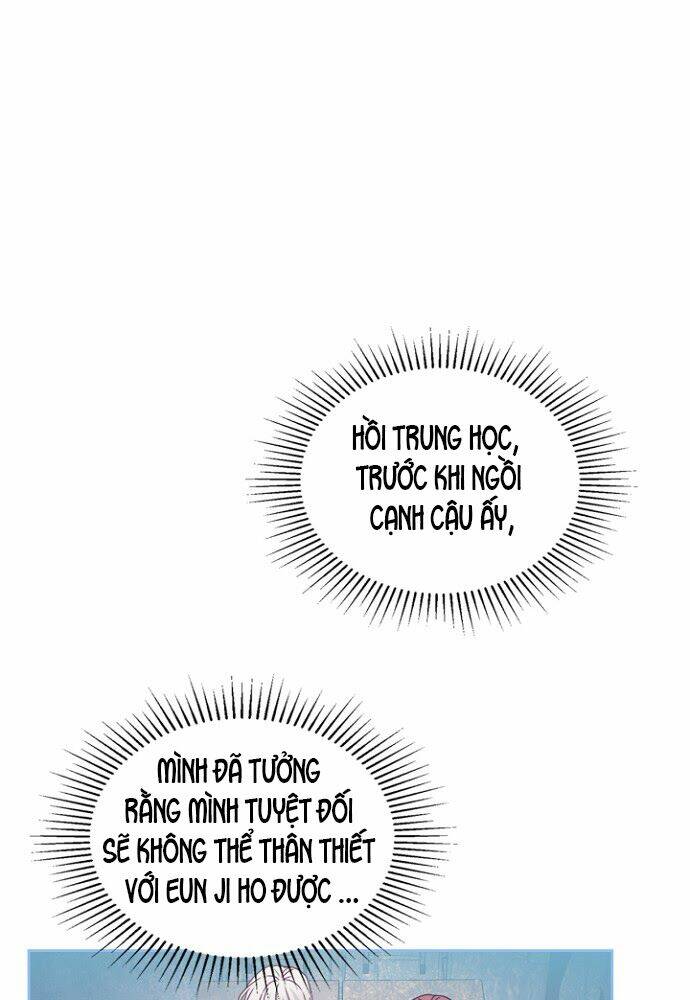 HỒI TRUNG HỌC,
TRƯỚC KHI NGỒI
CẠNH CẬU ẤY,
MÌNH ĐÃ TƯỞNG
RẰNG MÌNH TUYỆT ĐỐI
SẼ KHÔNG THỂ THÂN THIẾT
VỚI EUN JI HO ĐƯỢC ...